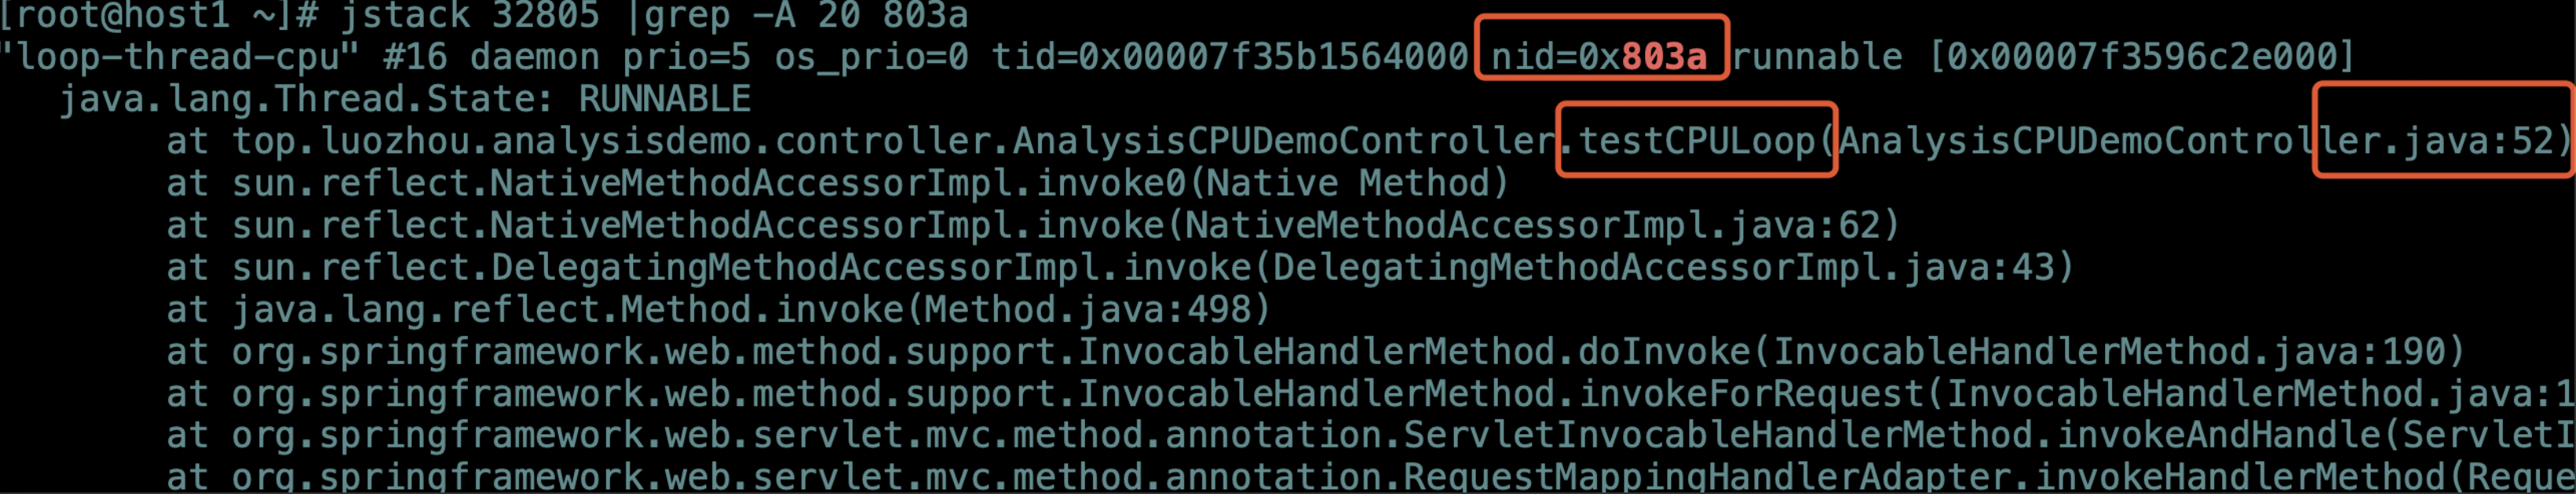 [root@host1 ~]# jstack 32805 |grep -A 20 803a
"loop-thread-cpu" #16 daemon prio=5 os_prio=0 tid=0x00007f35b1564000 nid=0x803a runnable [0x00007f3596c2e000]
java.lang.Thread.State: RUNNABLE
at top.luozhou.analysisdemo.controller.AnalysisCPUDemoController.testCPULoop(AnalysisCPUDemoController.java:52)
at sun.reflect.NativeMethodAccessorImpl.invoke0(Native Method)
at sun.reflect.NativeMethodAccessorImpl.invoke(NativeMethodAccessorImpl.java:62)
at sun.reflect.DelegatingMethodAccessorImpl.invoke(DelegatingMethodAccessorImpl.java:43)
at java.lang.reflect.Method.invoke(Method.java:498)
at org.springframework.web.method.support.InvocableHandlerMethod.doInvoke(InvocableHandlerMethod.java:190)
at org.springframework.web.method.support.InvocableHandlerMethod.invokeForRequest(InvocableHandlerMethod.java:1
at org.springframework.web.servlet.mvc.method.annotation.ServletInvocableHandlerMethod.invokeAndHandle(ServletI
at org.springframework.web.servlet.mvc.method.annotation.RequestMappingHandlerAdapter.invokeHandlerMethod(Reque